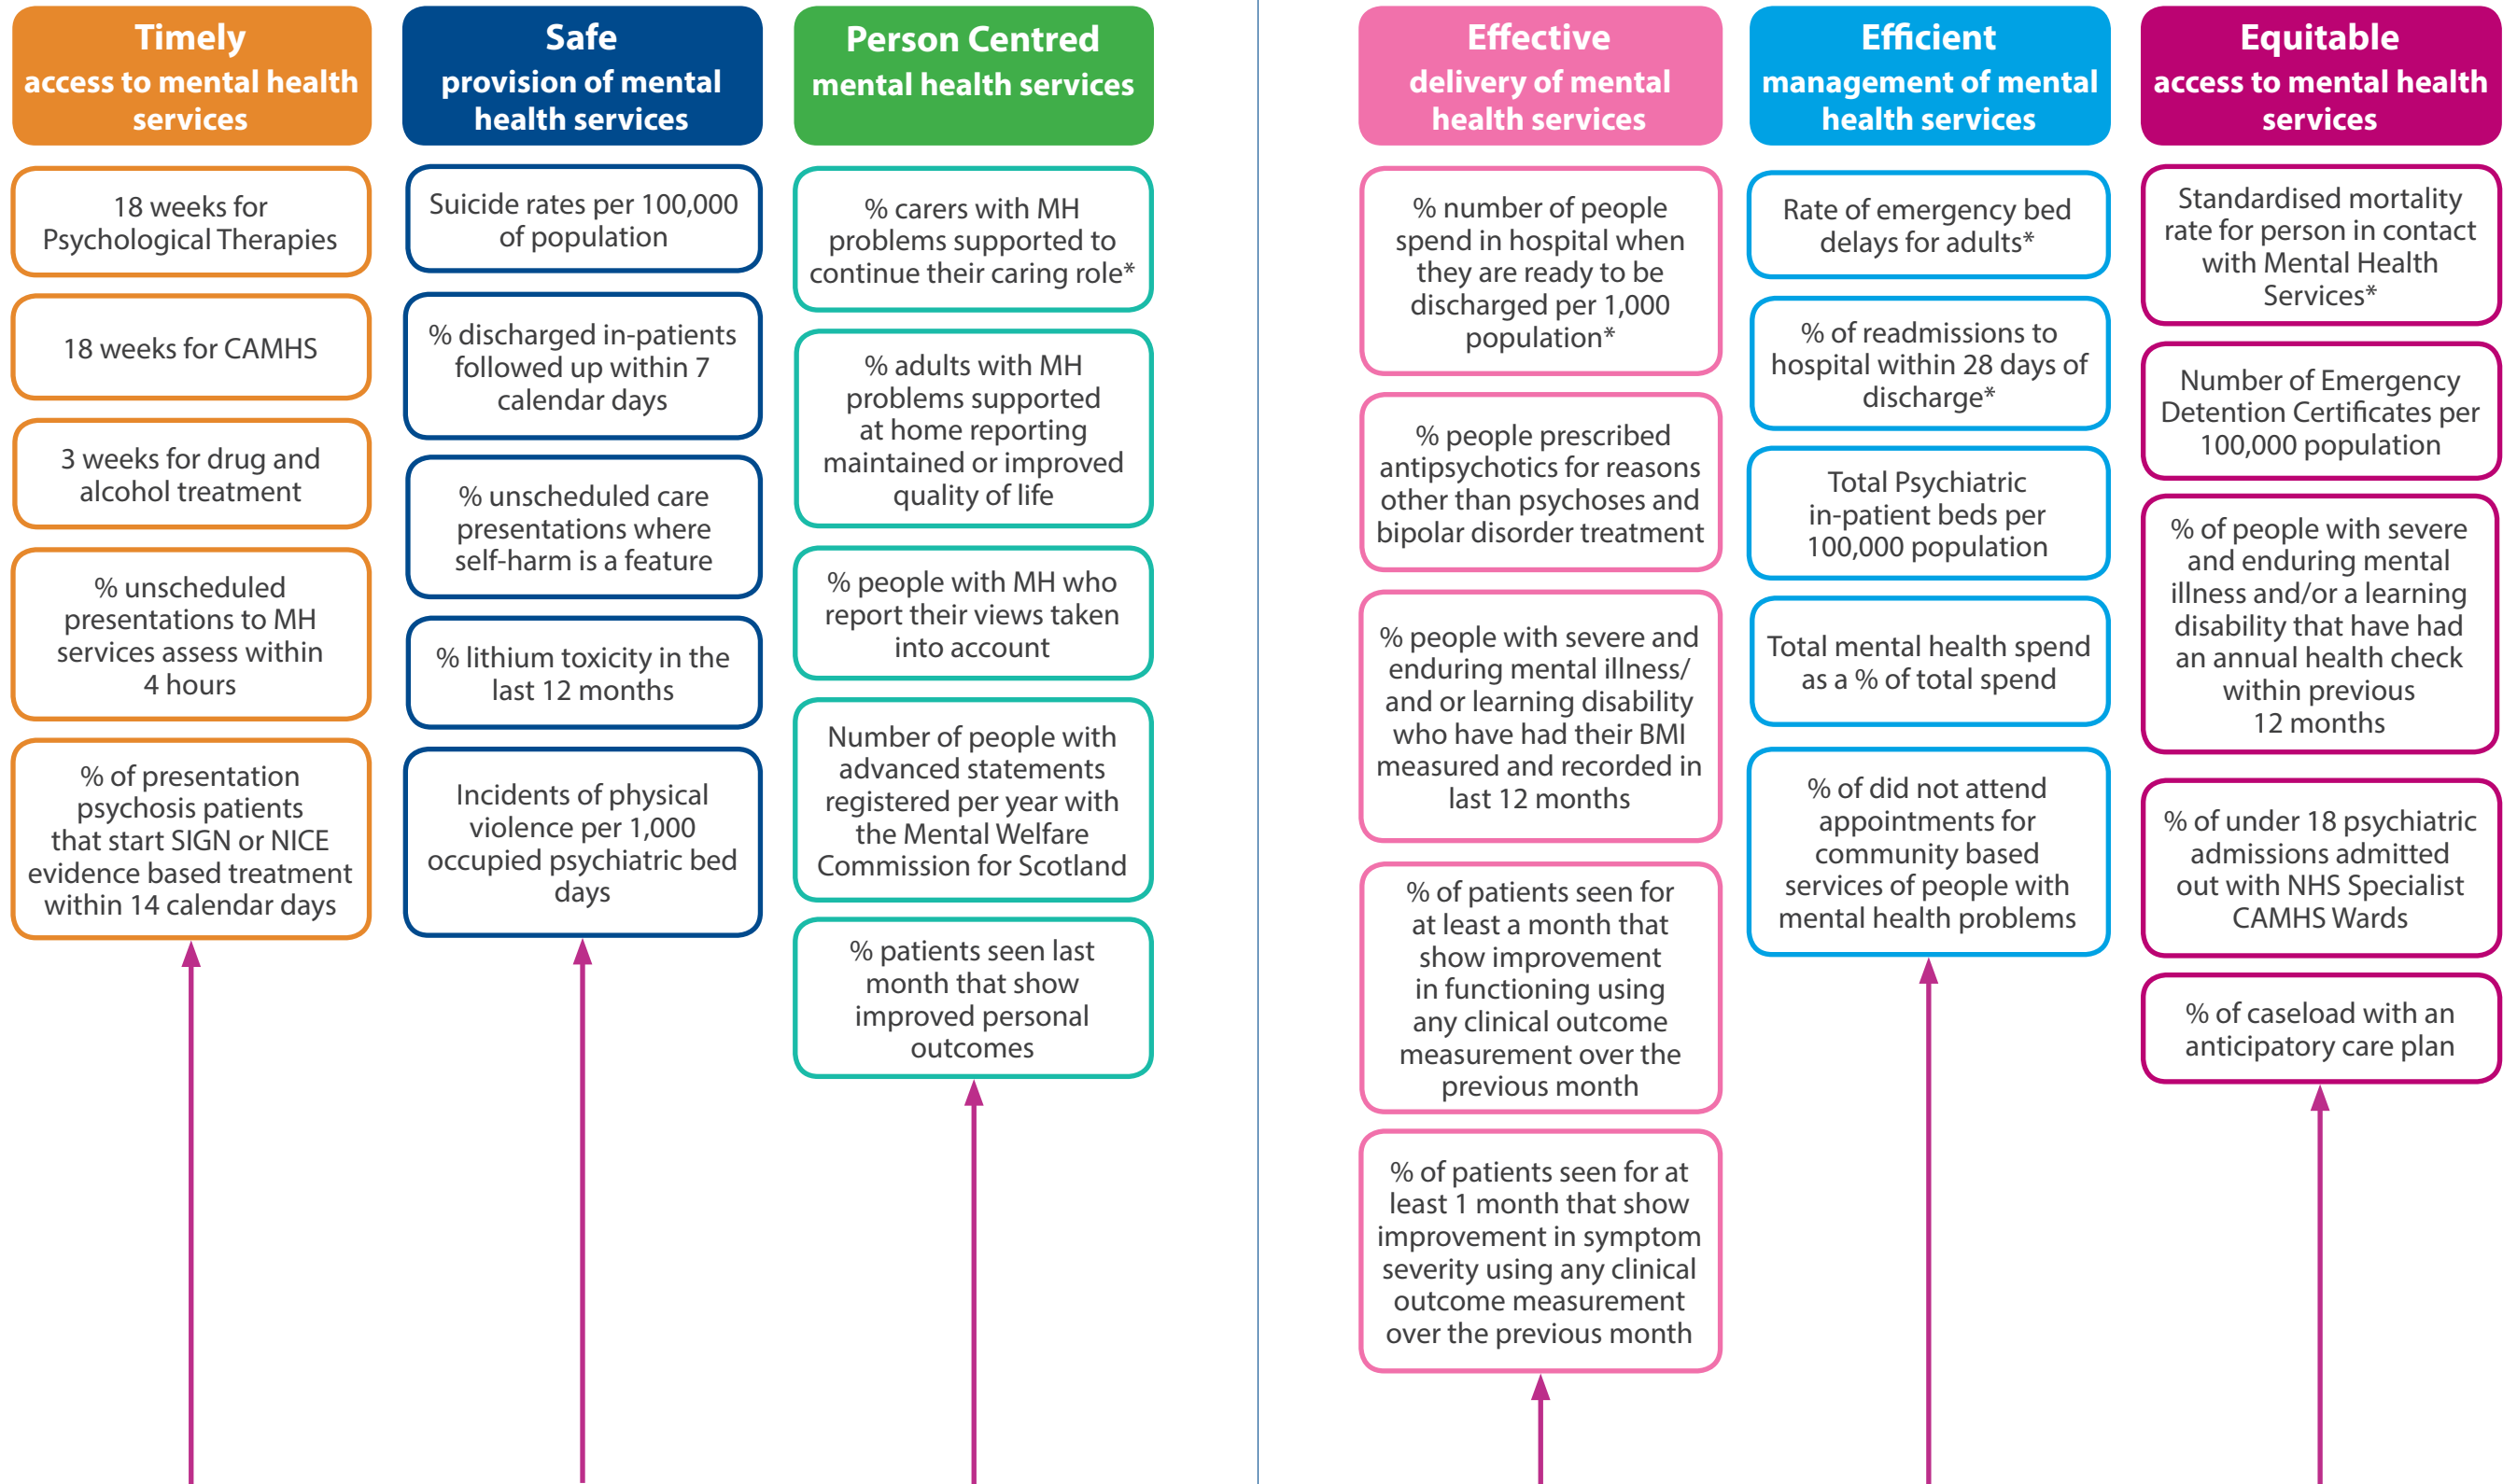 Timely
access to mental health
services
18 weeks for
Psychological Therapies
18 weeks for CAMHS
3 weeks for drug and
alcohol treatment
% unscheduled
presentations to MH
services assess within
4 hours
% of presentation
psychosis patients
that start SIGN or NICE
evidence based treatment
within 14 calendar days
Safe
provision of mental
health services
Suicide rates per 100,000
of population
% discharged in-patients
followed up within 7
calendar days
% unscheduled care
presentations where
self-harm is a feature
% lithium toxicity in the
last 12 months
Incidents of physical
violence per 1,000
occupied psychiatric bed
days
Person Centred
mental health services
% carers with MH
problems supported to
continue their caring role*
% adults with MH
problems supported
at home reporting
maintained or improved
quality of life
% people with MH who
report their views taken
into account
Number of people with
advanced statements
registered per year with
the Mental Welfare
Commission for Scotland
% patients seen last
month that show
improved personal
outcomes
Effective
delivery of mental
health services
% number of people
spend in hospital when
they are ready to be
discharged per 1,000
population*
% people prescribed
antipsychotics for reasons
other than psychoses and
bipolar disorder treatment
% people with severe and
enduring mental illness/
and or learning disability
who have had their BMI
measured and recorded in
last 12 months
% of patients seen for
at least a month that
show improvement
in functioning using
any clinical outcome
measurement over the
previous month
% of patients seen for at
least 1 month that show
improvement in symptom
severity using any clinical
outcome measurement
over the previous month
Efficient
management of mental
health services
Rate of emergency bed
delays for adults*
% of readmissions to
hospital within 28 days of
discharge*
Total Psychiatric
in-patient beds per
100,000 population
Total mental health spend
as a % of total spend
% of did not attend
appointments for
community based
services of people with
mental health problems
Equitable
access to mental health
services
Standardised mortality
rate for person in contact
with Mental Health
Services*
Number of Emergency
Detention Certificates per
100,000 population
% of people with severe
and enduring mental
illness and/or a learning
disability that have had
an annual health check
within previous
12 months
% of under 18 psychiatric
admissions admitted
out with NHS Specialist
CAMHS Wards
% of caseload with an
anticipatory care plan